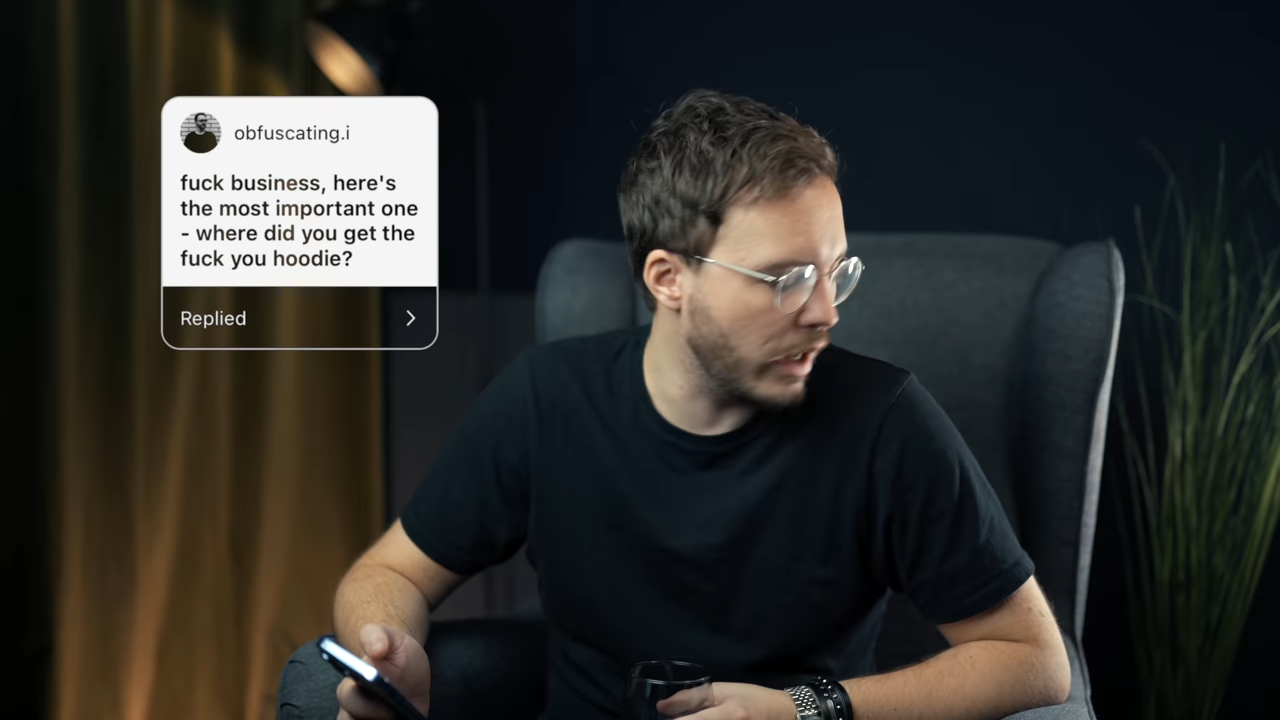 obfuscating.i
fuck business, here's
the most important one
- where did you get the
fuck you hoodie?
Replied